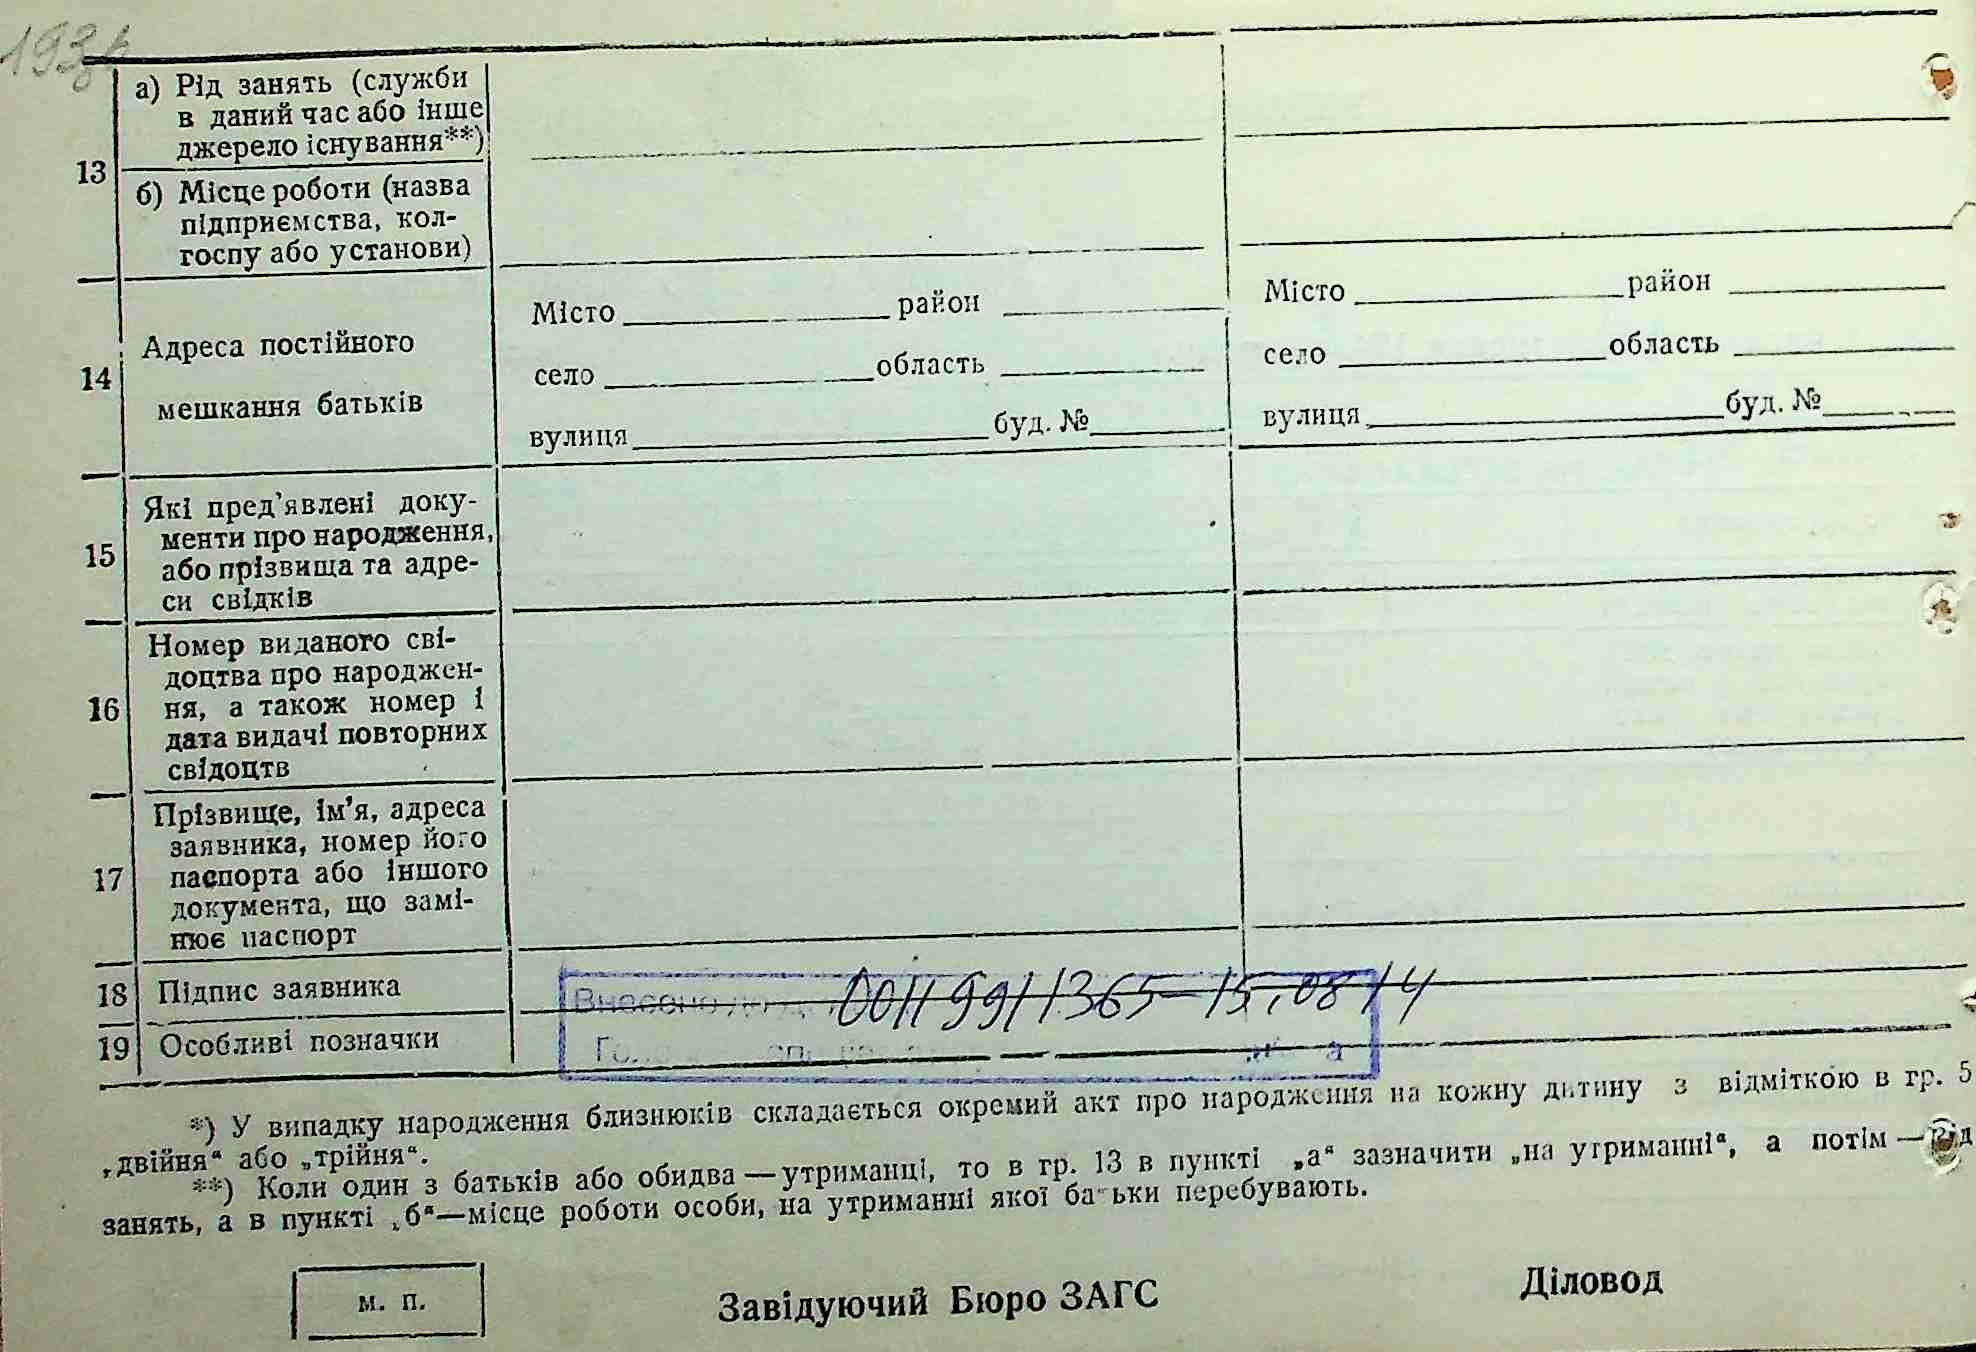 13
а) Рід занять (служби
в даний час або інше
джерело існування**)
б) Місце роботи (назва
підприємства, кол-
госпу або установи)
14
Адреса постійного
мешкання батьків
Місто район
село область
вулиця буд. №
Місто район
село область
вулиця буд. №
15
Які пред'явлені доку-
менти про народження,
або прізвища та адре-
си свідків
16
Номер виданого сві-
доцтва про народжен-
ня, а також номер і
дата видачі повторних
свідоцтв
17
Прізвище, ім'я, адреса
заявника, номер його
паспорта або іншого
документа, що замі-
нює паспорт
18 Підпис заявника
Внесено до
00119911365-15.08.14
19 Особливі позначки
*) У випадку народження близнюків складається окремий акт про народження на кожну дитину з відміткою в гр. 5
„двійня“ або „трійня“.
**) Коли один з батьків або обидва — утриманці, то в гр. 13 в пункті „а“ зазначити „на утриманні“, а потім — рід
занять, а в пункті „б“—місце роботи особи, на утриманні якої батьки перебувають.
м. п.
Завідуючий Бюро ЗАГС
Діловод